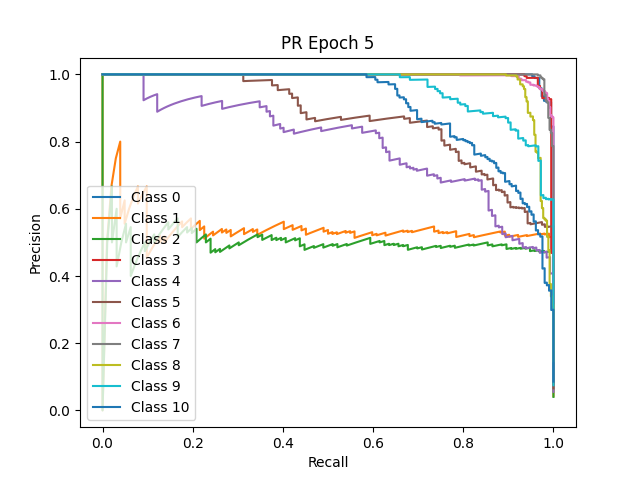 PR Epoch 5
Precision
1.0
0.8
0.6
0.4
0.2
0.0
Class 0
Class 1
Class 2
Class 3
Class 4
Class 5
Class 6
Class 7
Class 8
Class 9
Class 10
0.0 0.2 0.4 0.6 0.8 1.0
Recall